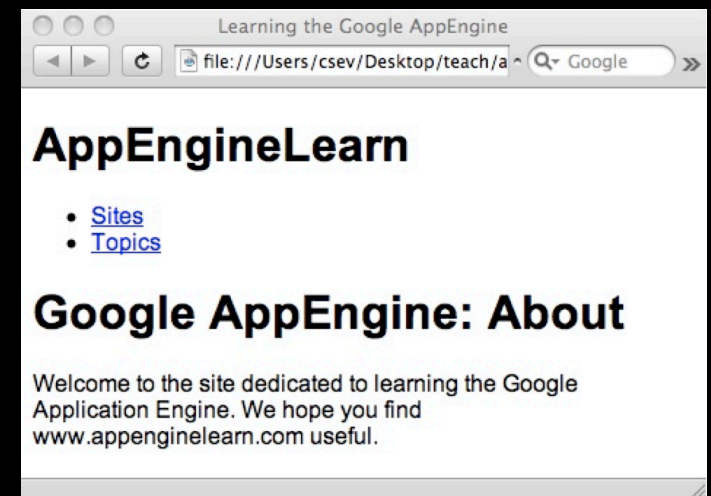 Learning the Google AppEngine
file:///Users/csev/Desktop/teach/a
Google
AppEngineLearn
Sites
Topics
Google AppEngine: About
Welcome to the site dedicated to learning the Google
Application Engine. We hope you find
www.appenginelearn.com useful.